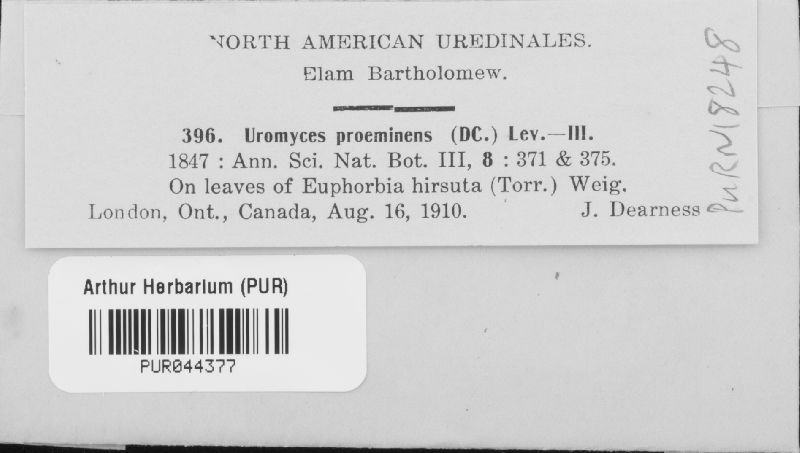 NORTH AMERICAN UREDINALES.
Elam Bartholomew.
396. Uromyces proeminens (DC.) Lev.—III.
1847 : Ann. Sci. Nat. Bot. III, 8 : 371 & 375.
On leaves of Euphorbia hirsuta (Torr.) Weig.
London, Ont., Canada, Aug. 16, 1910. J. Dearness
PURN18248
Arthur Herbarium (PUR)
PUR044377